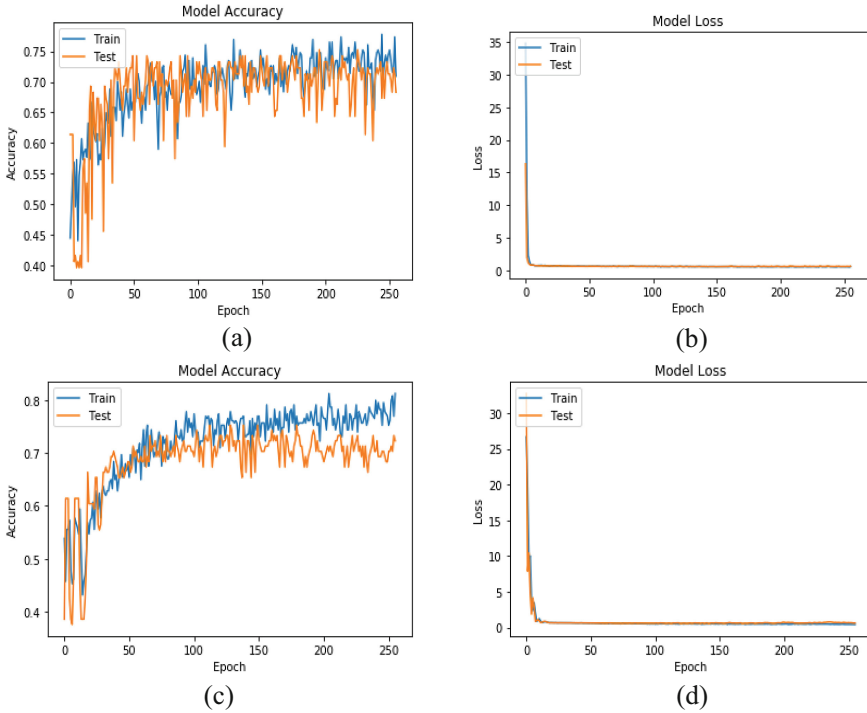 Model Accuracy
Train
Test
0.75
0.70
0.65
0.60
0.55
0.50
0.45
0.40
Accuracy
0 50 100 150 200 250
Epoch
(a)
Model Loss
Train
Test
35
30
25
20
15
10
5
0
Loss
0 50 100 150 200 250
Epoch
(b)
Model Accuracy
Train
Test
0.8
0.7
0.6
0.5
0.4
Accuracy
0 50 100 150 200 250
Epoch
(c)
Model Loss
Train
Test
30
25
20
15
10
5
0
Loss
0 50 100 150 200 250
Epoch
(d)